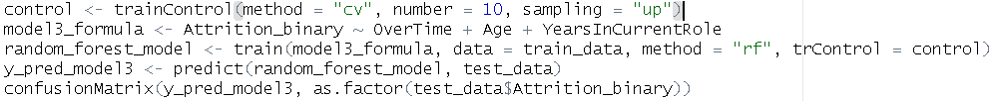 control <- trainControl(method = "cv", number = 10, sampling = "up")
model3_formula <- Attrition_binary ~ OverTime + Age + YearsInCurrentRole
random_forest_model <- train(model3_formula, data = train_data, method = "rf", trControl = control)
y_pred_model3 <- predict(random_forest_model, test_data)
confusionMatrix(y_pred_model3, as.factor(test_data$Attrition_binary))